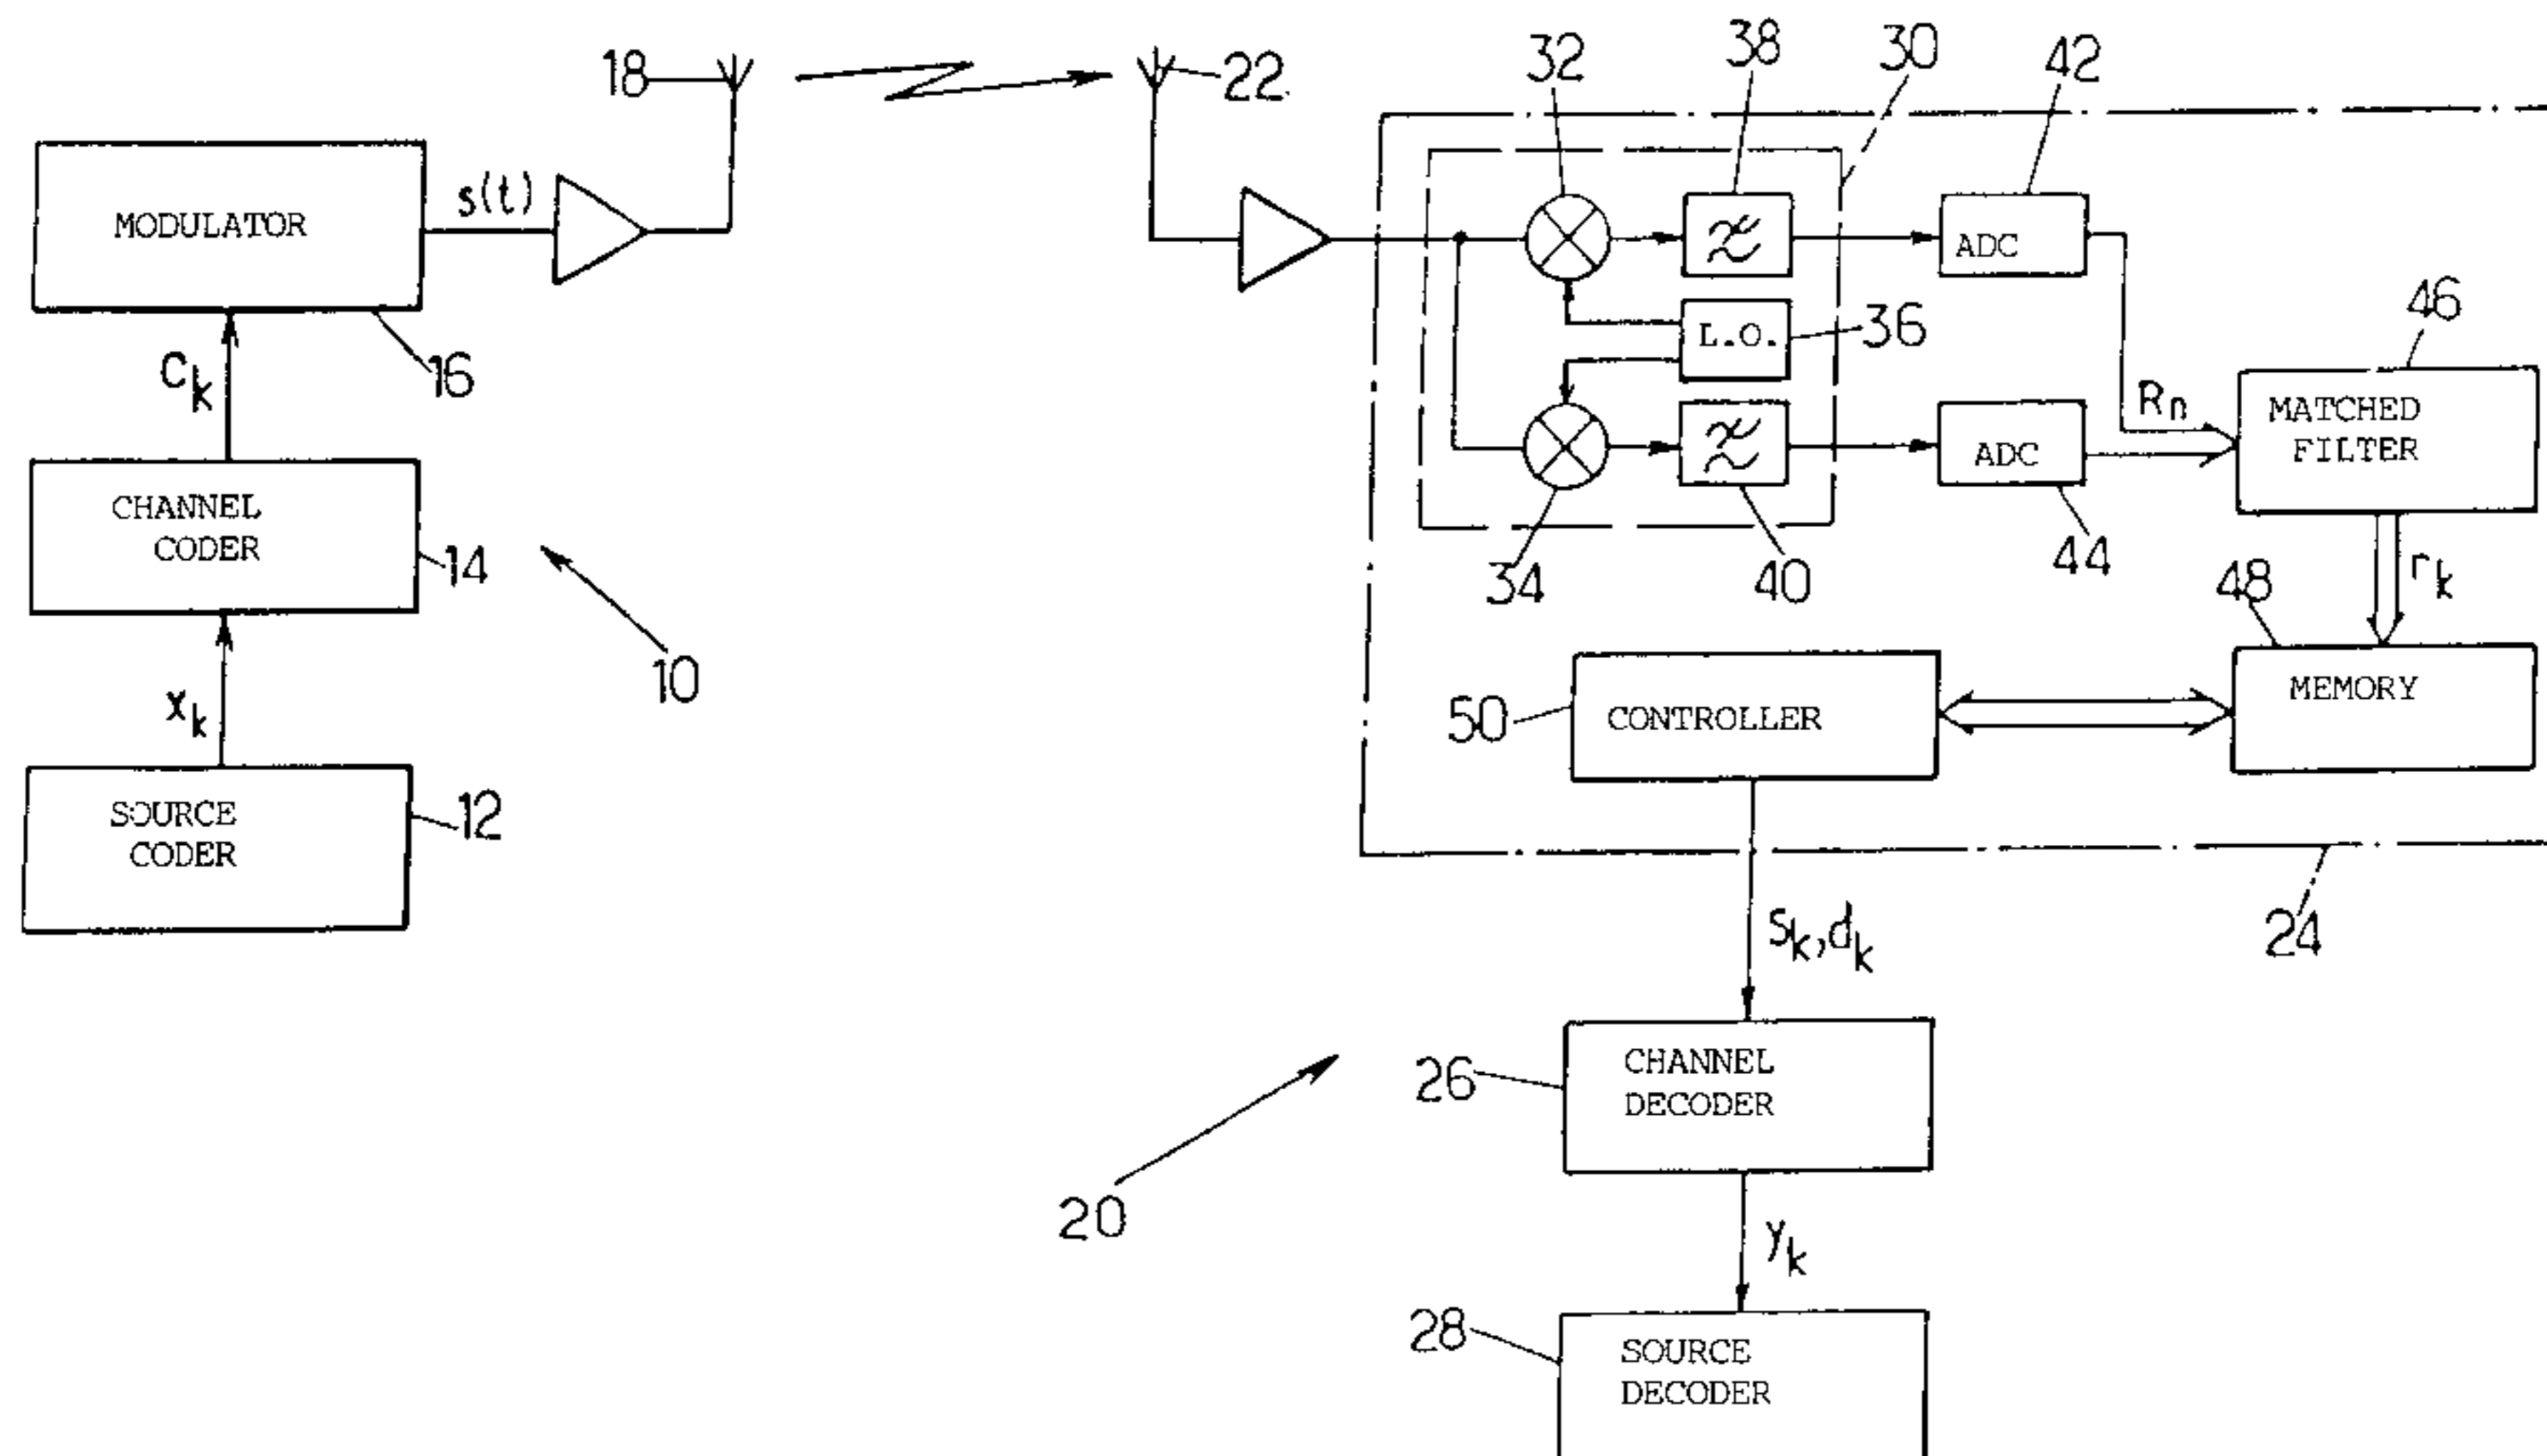 18
22
32
38
30
42
MODULATOR
s(t)
ADC
L.O.
36
46
16
Ck
Rn
MATCHED
FILTER
ADC
CHANNEL
CODER
14
34
40
44
rk
48
10
xk
50
CONTROLLER
MEMORY
SOURCE
CODER
12
Sk,dk
24
26
CHANNEL
DECODER
20
yk
28
SOURCE
DECODER